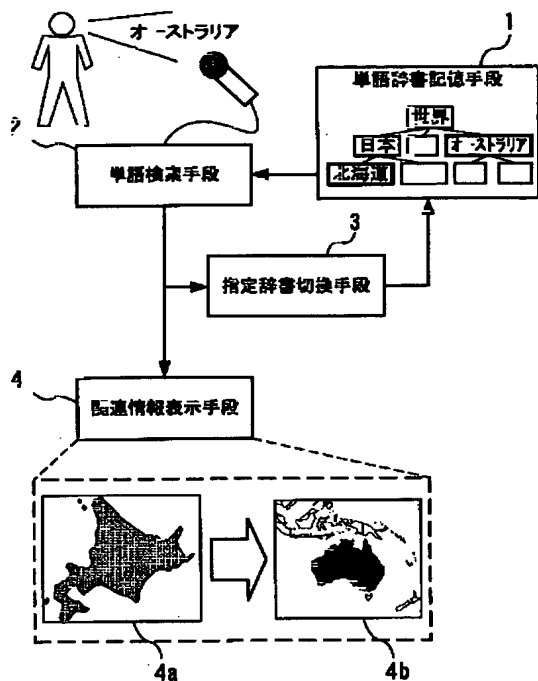 オーストラリア
1
単語辞書記憶手段
世界
日本
オーストラリア
北海道
2
単語検索手段
3
指定辞書切換手段
4
関連情報表示手段
4a
4b